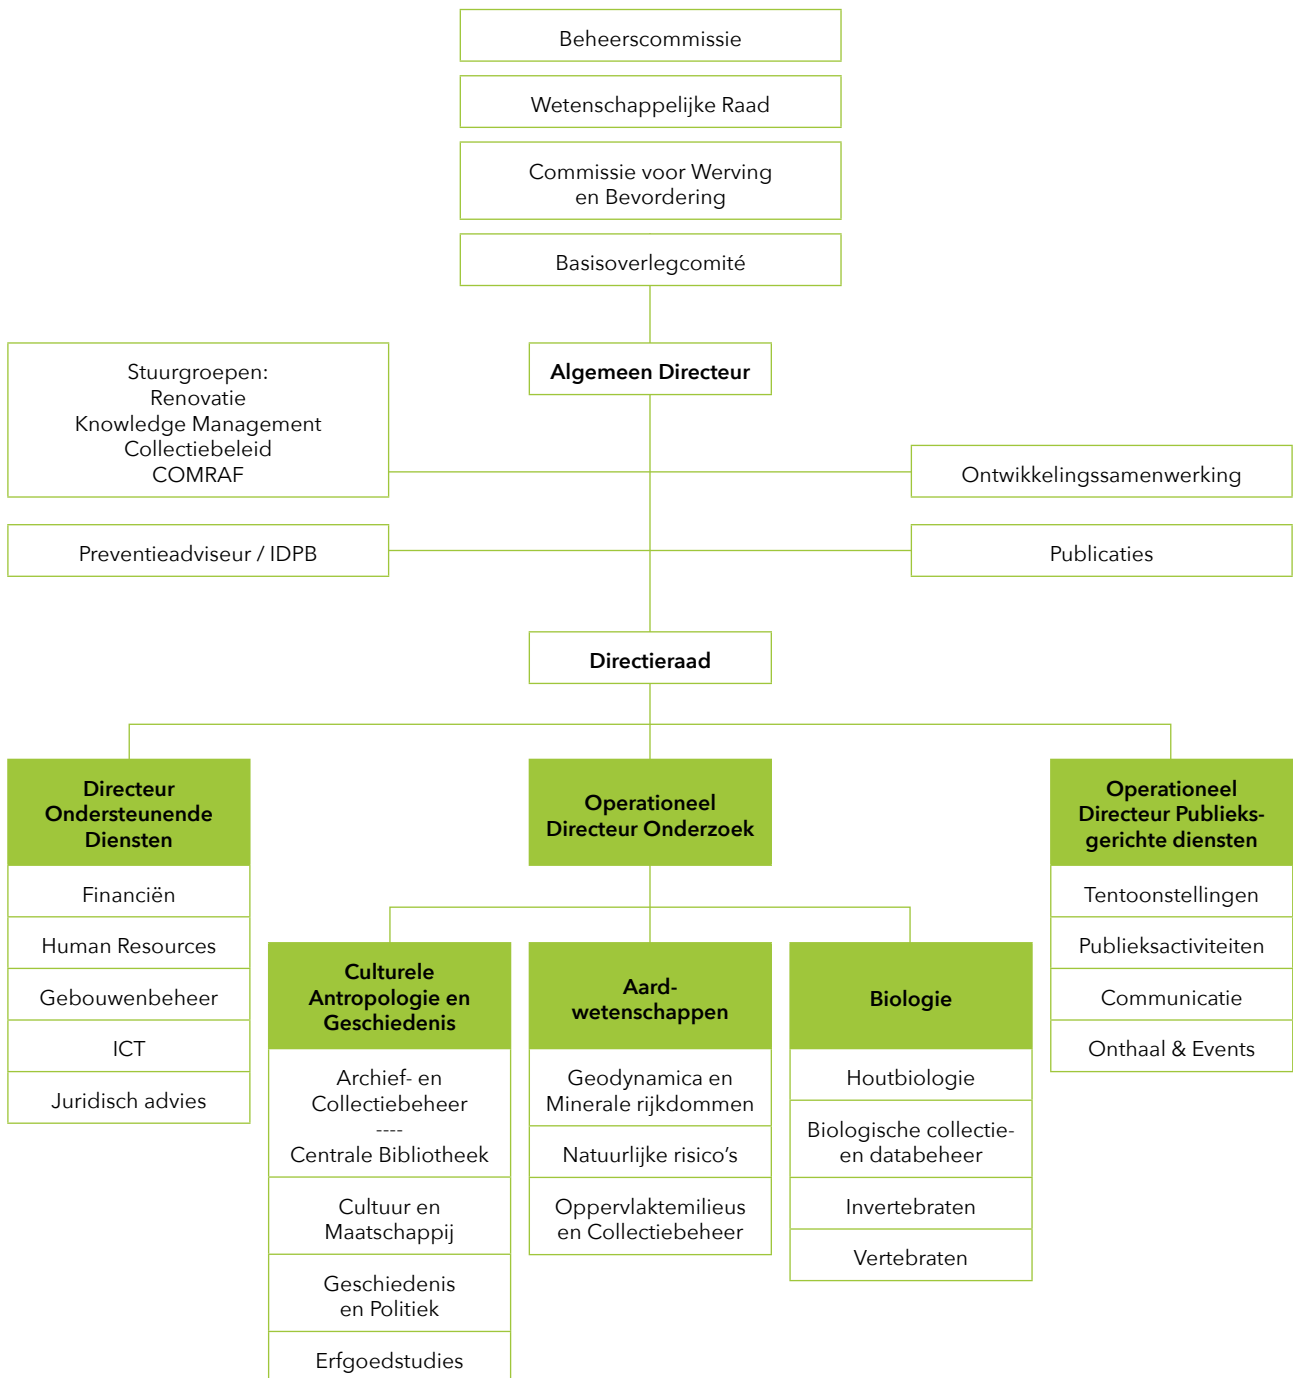 Beheerscommissie
Wetenschappelijke Raad
Commissie voor Werving
en Bevordering
Basisoverlegcomité
Algemeen Directeur
Stuurgroepen:
Renovatie
Knowledge Management
Collectiebeleid
COMRAF
Ontwikkelingssamenwerking
Preventieadviseur / IDPB
Publicaties
Directieraad
Directeur
Ondersteunende
Diensten
Financiën
Human Resources
Gebouwenbeheer
ICT
Juridisch advies
Operationeel
Directeur Onderzoek
Culturele
Antropologie en
Geschiedenis
Archief- en
Collectiebeheer
----
Centrale Bibliotheek
Cultuur en
Maatschappij
Geschiedenis
en Politiek
Erfgoedstudies
Aard-
wetenschappen
Geodynamica en
Minerale rijkdommen
Natuurlijke risico’s
Oppervlaktemilieus
en Collectiebeheer
Biologie
Houtbiologie
Biologische collectie-
en databeheer
Invertebraten
Vertebraten
Operationeel
Directeur Publieks-
gerichte diensten
Tentoonstellingen
Publieksactiviteiten
Communicatie
Onthaal & Events